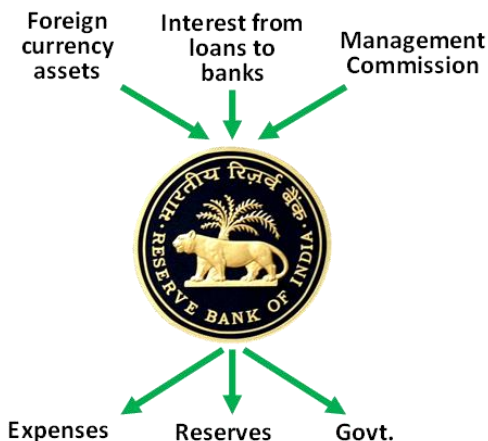 Foreign
currency
assets
Interest from
loans to
banks
Management
Commission
भारतीय रिज़र्व बैंक
RESERVE BANK OF INDIA
Expenses
Reserves
Govt.